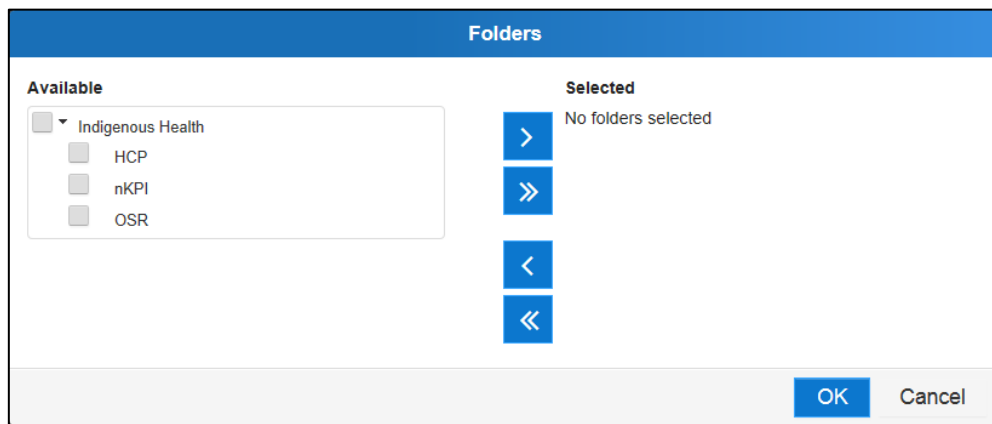 Folders
Available
Indigenous Health
HCP
nKPI
OSR
Selected
No folders selected
OK
Cancel